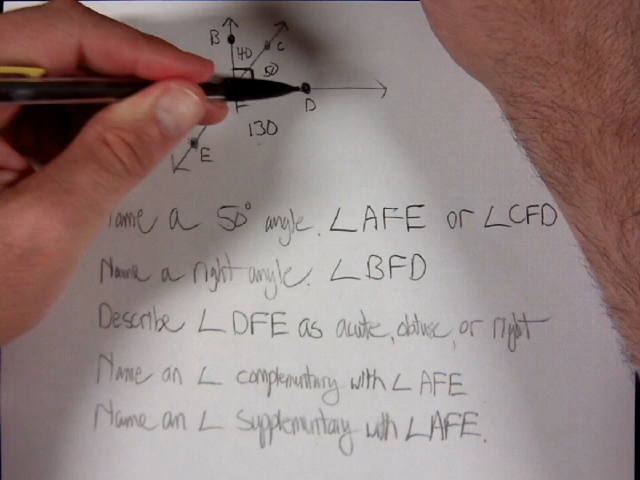 B
40 C
50
F D
130
E
Name a 50° angle. ∠AFE or ∠CFD
Name a right angle. ∠BFD
Describe ∠DFE as acute, obtuse, or right
Name an ∠ complementary with ∠AFE
Name an ∠ supplementary with ∠AFE.